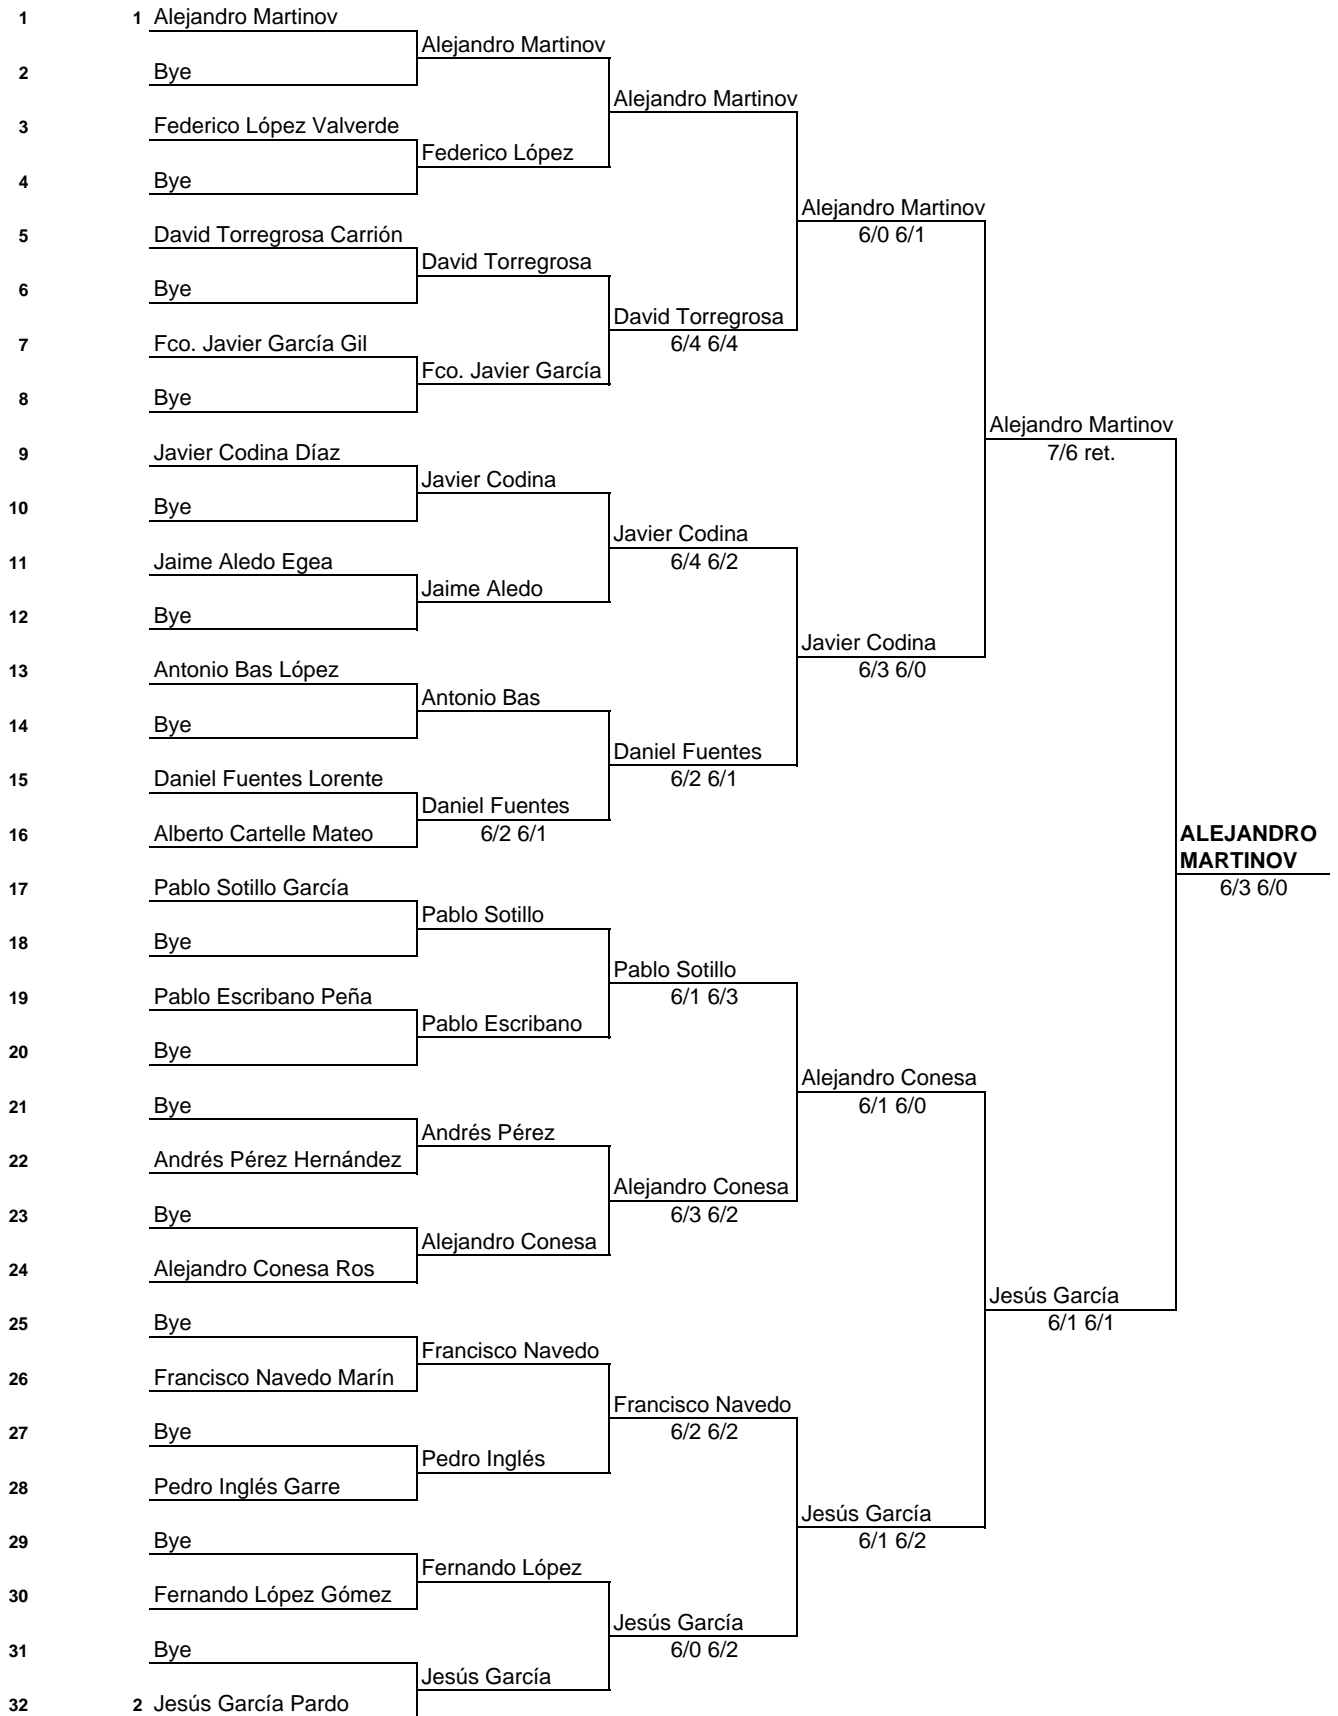 1 1 Alejandro Martinov
Alejandro Martinov
2 Bye
Alejandro Martinov
3 Federico López Valverde
Federico López
4 Bye
Alejandro Martinov
5 David Torregrosa Carrión
6/0 6/1
David Torregrosa
6 Bye
David Torregrosa
7 Fco. Javier García Gil
6/4 6/4
Fco. Javier García
8 Bye
Alejandro Martinov
9 Javier Codina Díaz
7/6 ret.
Javier Codina
10 Bye
Javier Codina
11 Jaime Aledo Egea
6/4 6/2
Jaime Aledo
12 Bye
Javier Codina
13 Antonio Bas López
6/3 6/0
Antonio Bas
14 Bye
Daniel Fuentes
15 Daniel Fuentes Lorente
6/2 6/1
Daniel Fuentes
16 Alberto Cartelle Mateo
6/2 6/1
ALEJANDRO
MARTINOV
17 Pablo Sotillo García
6/3 6/0
Pablo Sotillo
18 Bye
Pablo Sotillo
19 Pablo Escribano Peña
6/1 6/3
Pablo Escribano
20 Bye
Alejandro Conesa
21 Bye
6/1 6/0
Andrés Pérez
22 Andrés Pérez Hernández
Alejandro Conesa
23 Bye
6/3 6/2
Alejandro Conesa
24 Alejandro Conesa Ros
Jesús García
25 Bye
6/1 6/1
Francisco Navedo
26 Francisco Navedo Marín
Francisco Navedo
27 Bye
6/2 6/2
Pedro Inglés
28 Pedro Inglés Garre
Jesús García
29 Bye
6/1 6/2
Fernando López
30 Fernando López Gómez
Jesús García
31 Bye
6/0 6/2
Jesús García
32 2 Jesús García Pardo